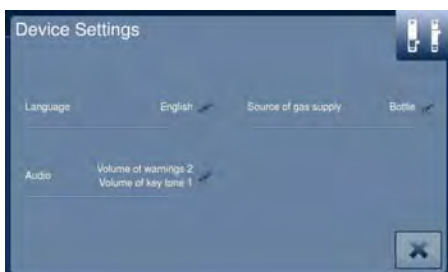 Device Settings
Language English Source of gas supply Bottle
Audio Volume of warnings 2
Volume of key tone 1